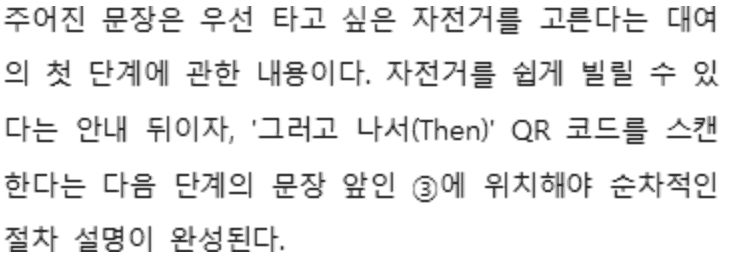 주어진 문장은 우선 타고 싶은 자전거를 고른다는 대여
의 첫 단계에 관한 내용이다. 자전거를 쉽게 빌릴 수 있
다는 안내 뒤이자, '그러고 나서(Then)' QR 코드를 스캔
한다는 다음 단계의 문장 앞인 ③에 위치해야 순차적인
절차 설명이 완성된다.